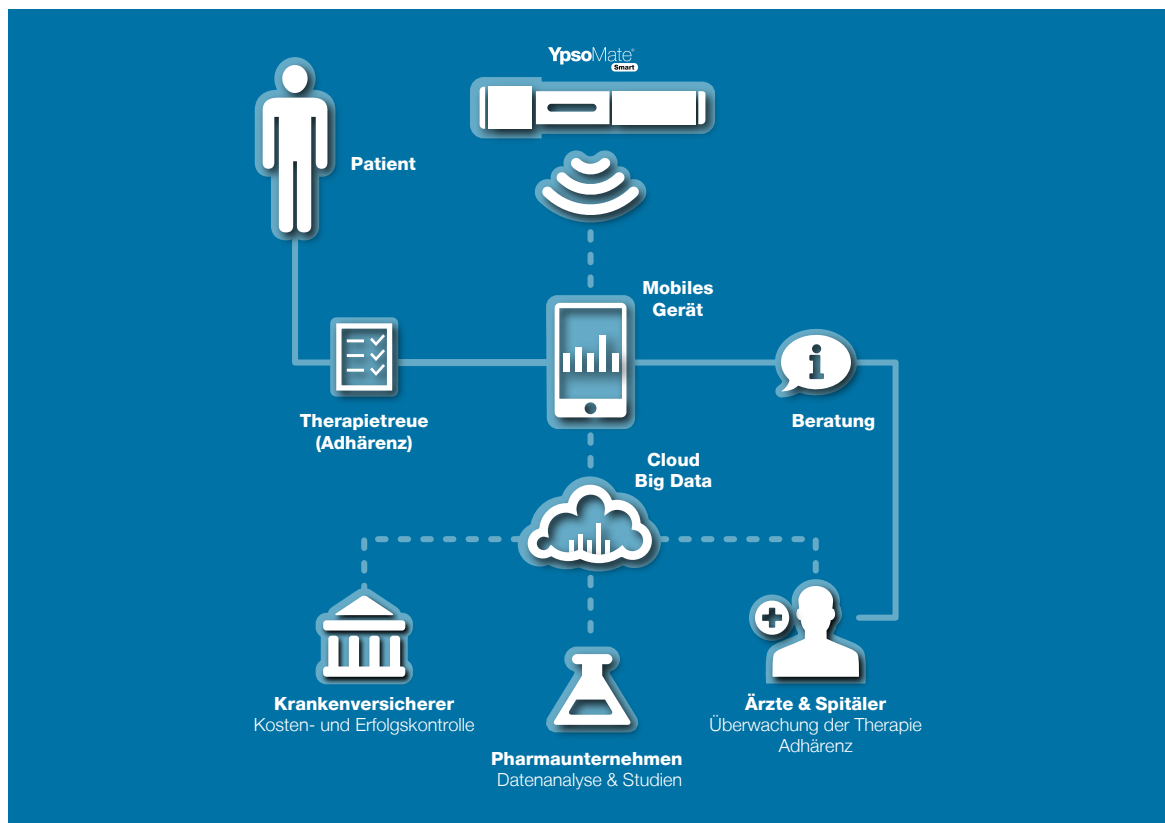 YpsoMate®
Smart
Patient
Mobiles
Gerät
Therapietreue
(Adhärenz)
Beratung
Cloud
Big Data
Krankenversicherer
Kosten- und Erfolgskontrolle
Pharmaunternehmen
Datenanalyse & Studien
Ärzte & Spitäler
Überwachung der Therapie
Adhärenz